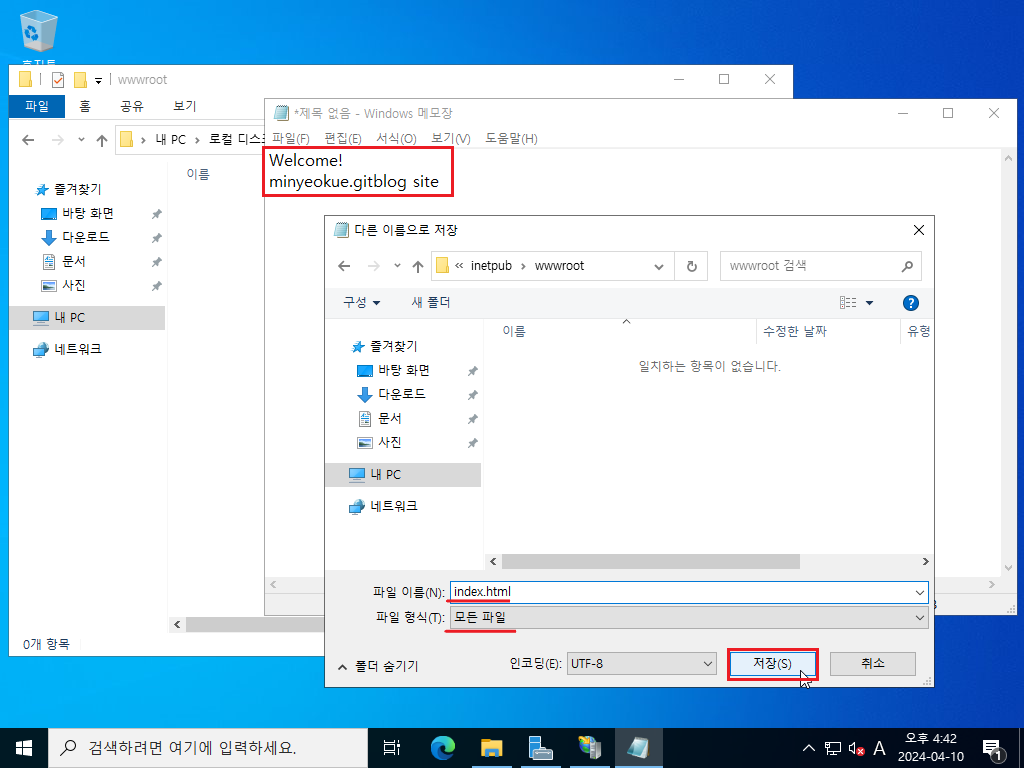 wwwroot
파일 홈 공유 보기
내 PC 로컬 디스크
이름
즐겨찾기
바탕 화면
다운로드
문서
사진
내 PC
네트워크
0개 항목
*제목 없음 - Windows 메모장
파일(F) 편집(E) 서식(O) 보기(V) 도움말(H)
Welcome!
minyeokue.gitblog site
다른 이름으로 저장
« inetpub › wwwroot
wwwroot 검색
구성 새 폴더
이름 수정한 날짜 유형
일치하는 항목이 없습니다.
즐겨찾기
바탕 화면
다운로드
문서
사진
내 PC
네트워크
파일 이름(N): index.html
파일 형식(T): 모든 파일
폴더 숨기기 인코딩(E): UTF-8 저장(S) 취소
검색하려면 여기에 입력하세요.
A
오후 4:42
2024-04-10
1